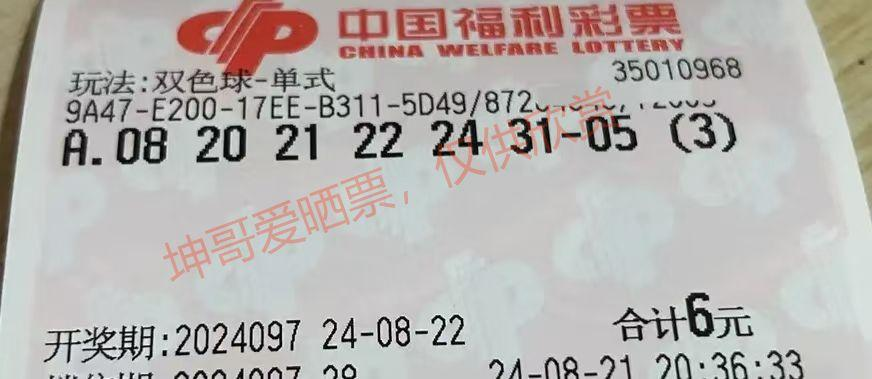 中国福利彩票
CHINA WELFARE LOTTERY
玩法:双色球-单式 35010968
9A47-E200-17EE-B311-5D49/872
A.08 20 21 22 24 31-05 (3)
坤哥爱晒票，仅供欣赏
开奖期:2024097 24-08-22 合计6元
24-08-21 20:36:33